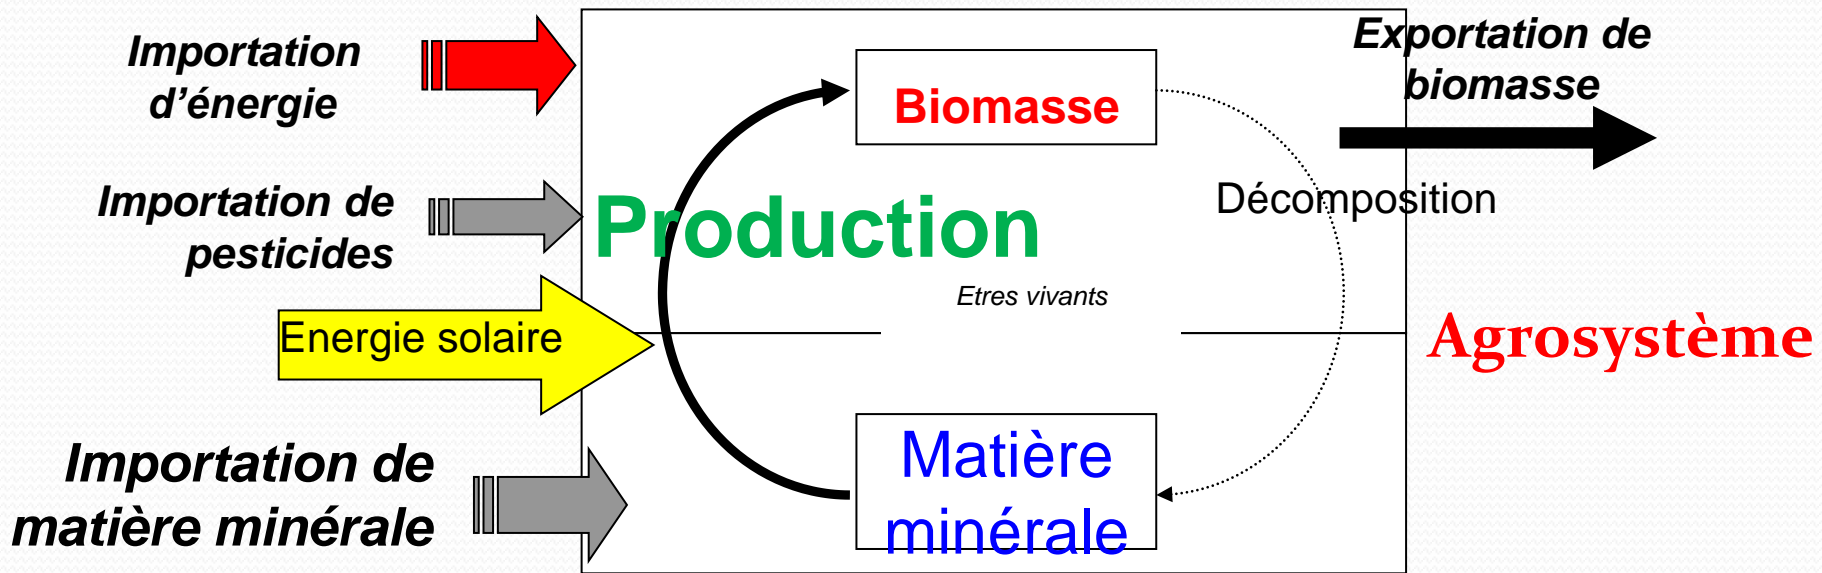 Importation
d’énergie
Exportation de
biomasse
Biomasse
Importation de
pesticides
Production
Décomposition
Etres vivants
Energie solaire
Agrosystème
Importation de
matière minérale
Matière
minérale